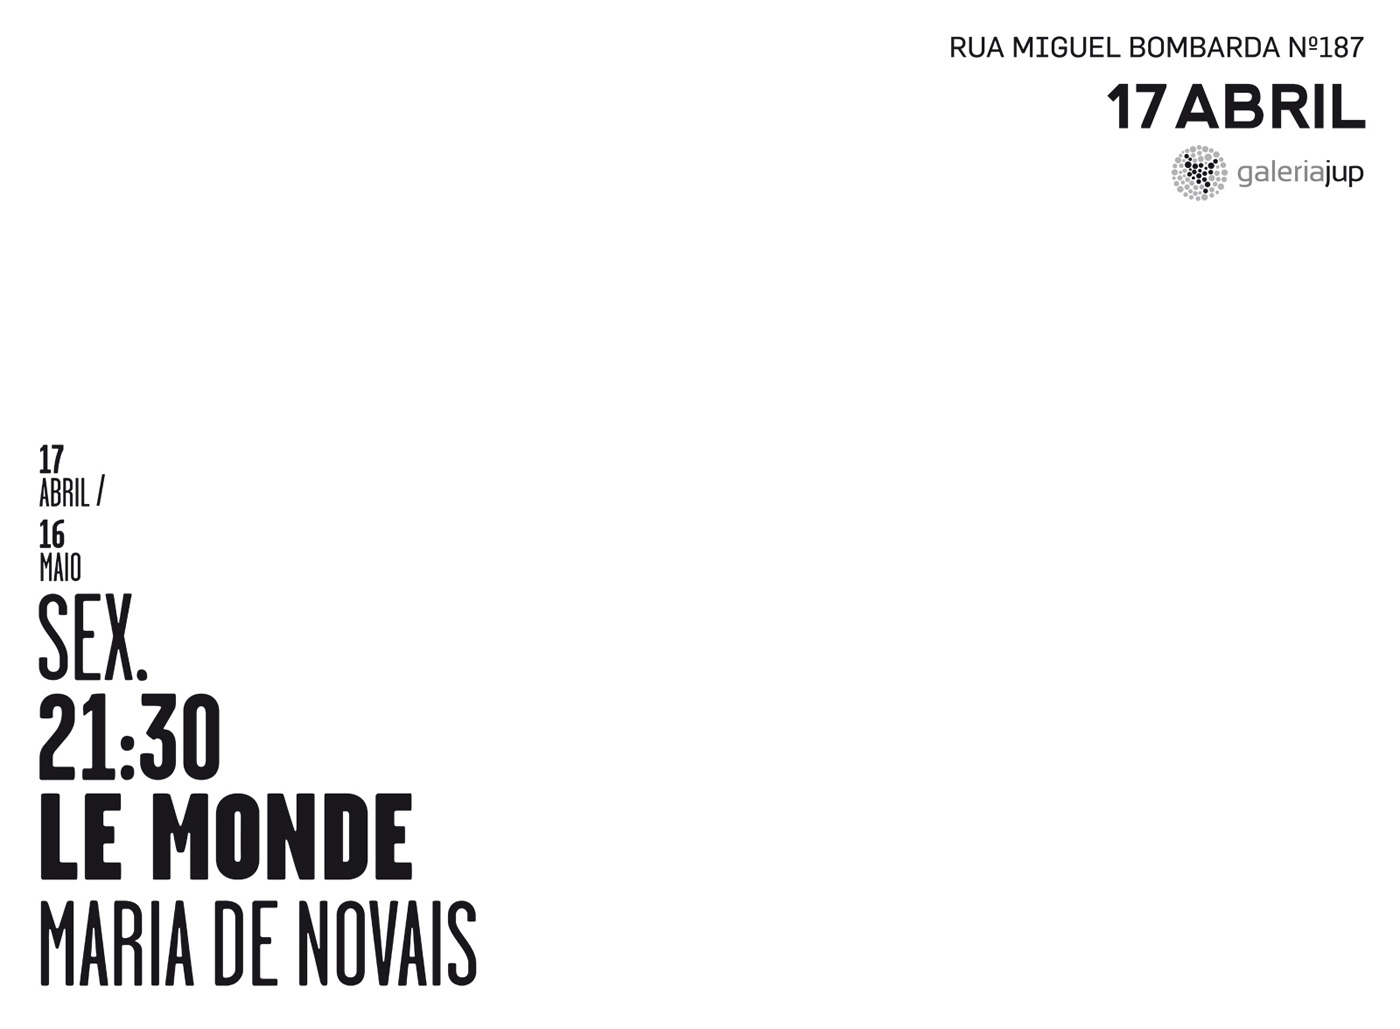 RUA MIGUEL BOMBARDA Nº187
17 ABRIL
galeriajup
17
ABRIL /
16
MAIO
SEX.
21:30
LE MONDE
MARIA DE NOVAIS